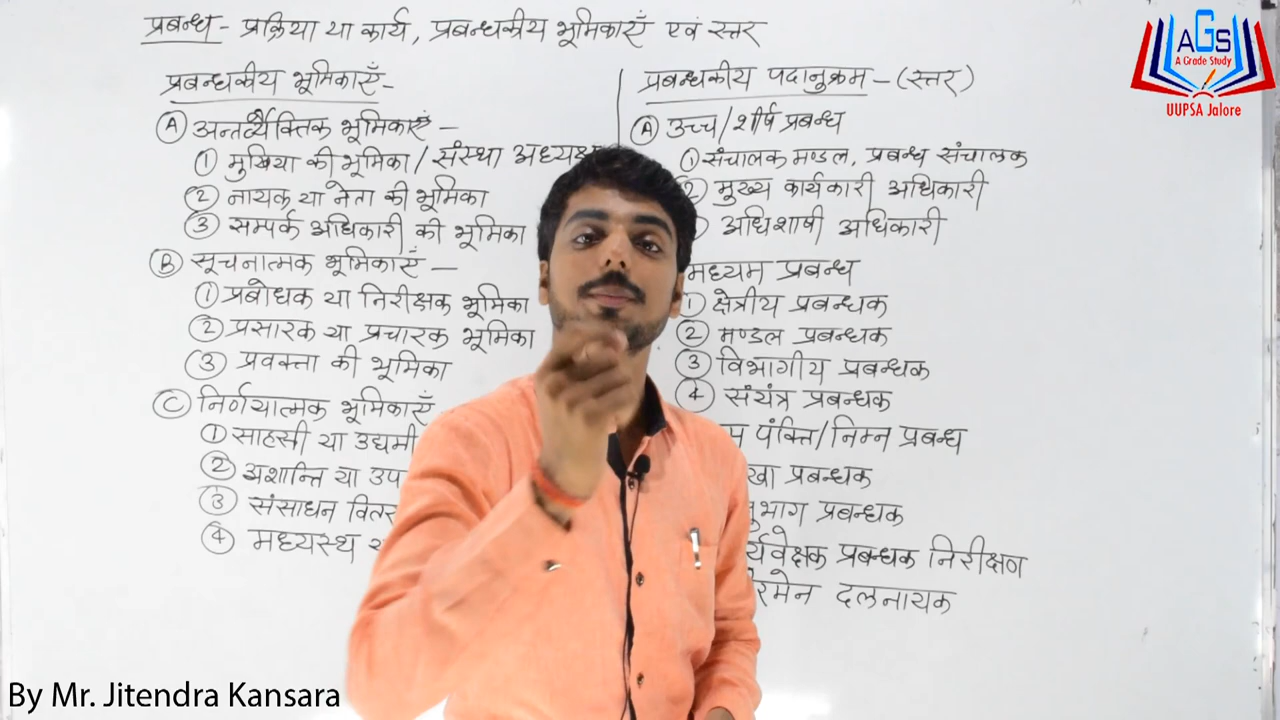 प्रबन्ध - प्रक्रिया या कार्य, प्रबन्धकीय भूमिकाएँ एवं स्तर
प्रबन्धकीय भूमिकाएँ -
(A) अन्तर्वैयक्तिक भूमिकाएँ -
(1) मुखिया की भूमिका / संस्था अध्यक्ष
(2) नायक या नेता की भूमिका
(3) सम्पर्क अधिकारी की भूमिका
(B) सूचनात्मक भूमिकाएँ -
(1) प्रबोधक या निरीक्षक भूमिका
(2) प्रसारक या प्रचारक भूमिका
(3) प्रवक्ता की भूमिका
(C) निर्णयात्मक भूमिकाएँ
(1) साहसी या उद्यमी
(2) अशान्ति या उप
(3) संसाधन
(4) मध्यस्थ
प्रबन्धकीय पदानुक्रम - (स्तर)
(A) उच्च / शीर्ष प्रबन्ध
(1) संचालक मण्डल, प्रबन्ध संचालक
(2) मुख्य कार्यकारी अधिकारी
अधिशाषी अधिकारी
मध्यम प्रबन्ध
(1) क्षेत्रीय प्रबन्धक
(2) मण्डल प्रबन्धक
(3) विभागीय प्रबन्धक
(4) संयंत्र प्रबन्धक
पंक्ति / निम्न प्रबन्ध
खा प्रबन्धक
भाग प्रबन्धक
र्यवेक्षक प्रबन्धक निरीक्षण
रमेन दलनायक
AGS
A Grade Study
UUPSA Jalore
By Mr. Jitendra Kansara